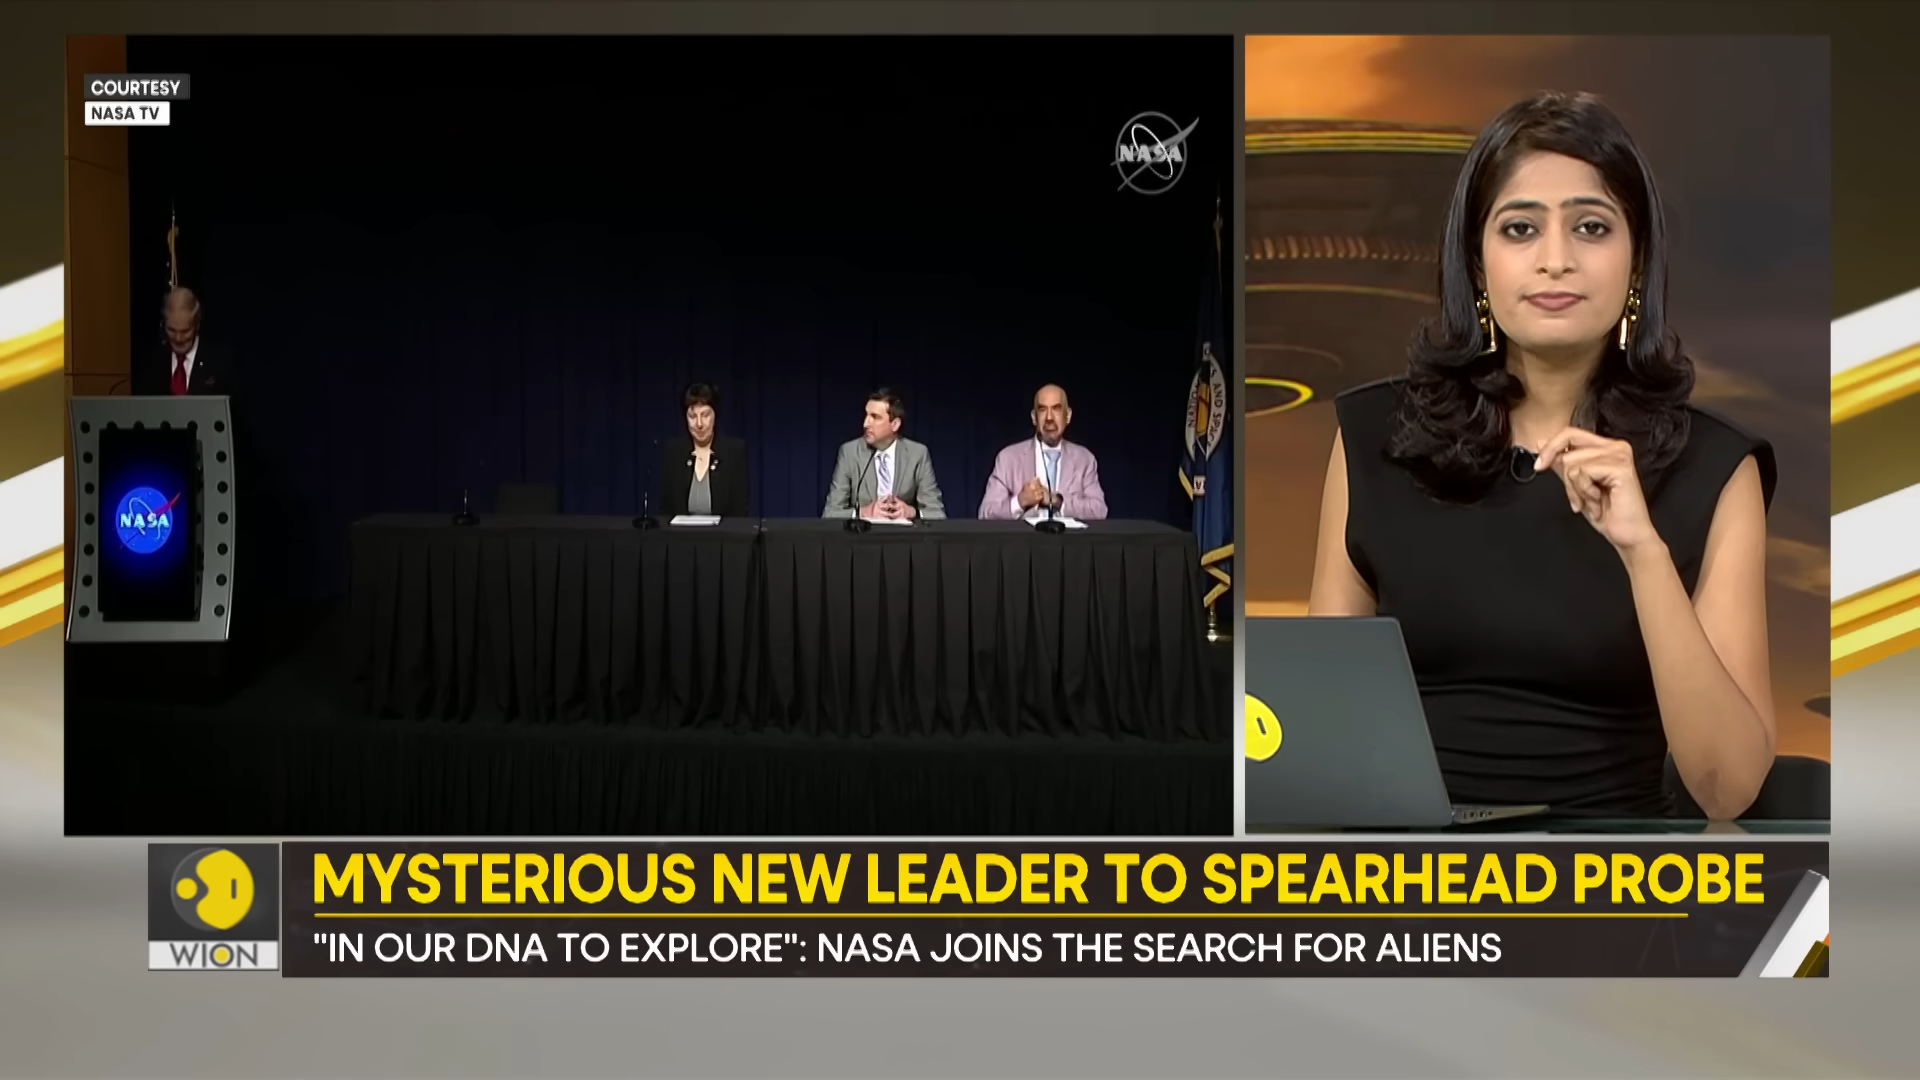 COURTESY
NASA TV
NASA
NASA
MYSTERIOUS NEW LEADER TO SPEARHEAD PROBE
"IN OUR DNA TO EXPLORE": NASA JOINS THE SEARCH FOR ALIENS
WION